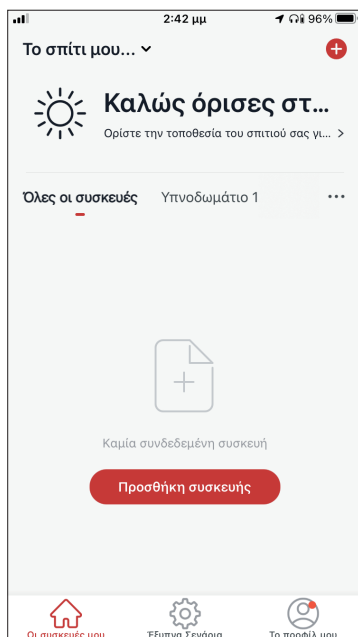 2:42 μμ 96%
Το σπίτι μου...
Καλώς όρισες στ...
Ορίστε την τοποθεσία του σπιτιού σας γι... >
Όλες οι συσκευές Υπνοδωμάτιο 1 ...
Καμία συνδεδεμένη συσκευή
Προσθήκη συσκευής
Οι συσκευές μου Έξυπνα Σενάρια Το προφίλ μου